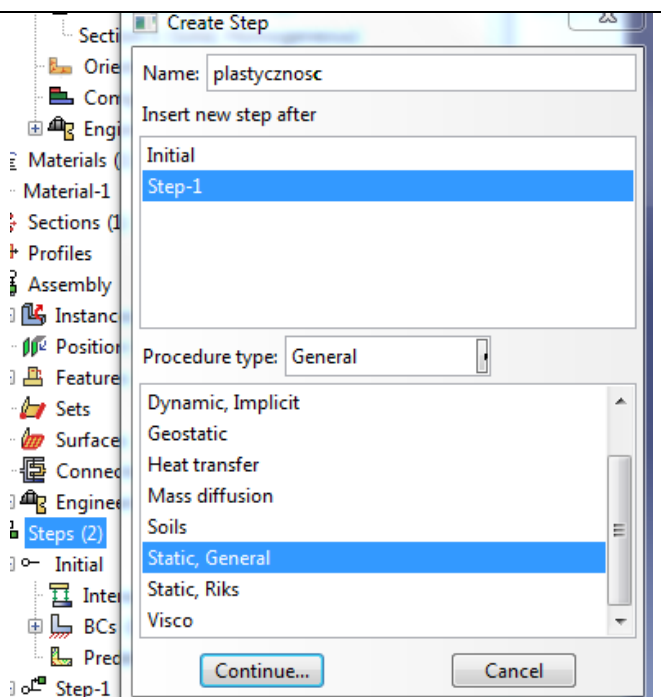 Create Step
Secti
Orie
Name: plastycznosc
Com
Insert new step after
Engi
Initial
Materials (
Step-1
Material-1
Sections (1
Profiles
Assembly
Instanc
Position
Procedure type: General
Feature
Dynamic, Implicit
Sets
Geostatic
Surface
Heat transfer
Connec
Mass diffusion
Enginee
Soils
Steps (2)
Static, General
Initial
Static, Riks
Inter
Visco
BCs
Pred
Continue... Cancel
Step-1